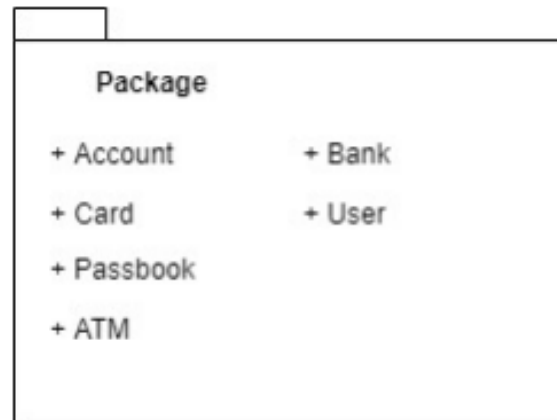 Package
+ Account
+ Card
+ Passbook
+ ATM
+ Bank
+ User